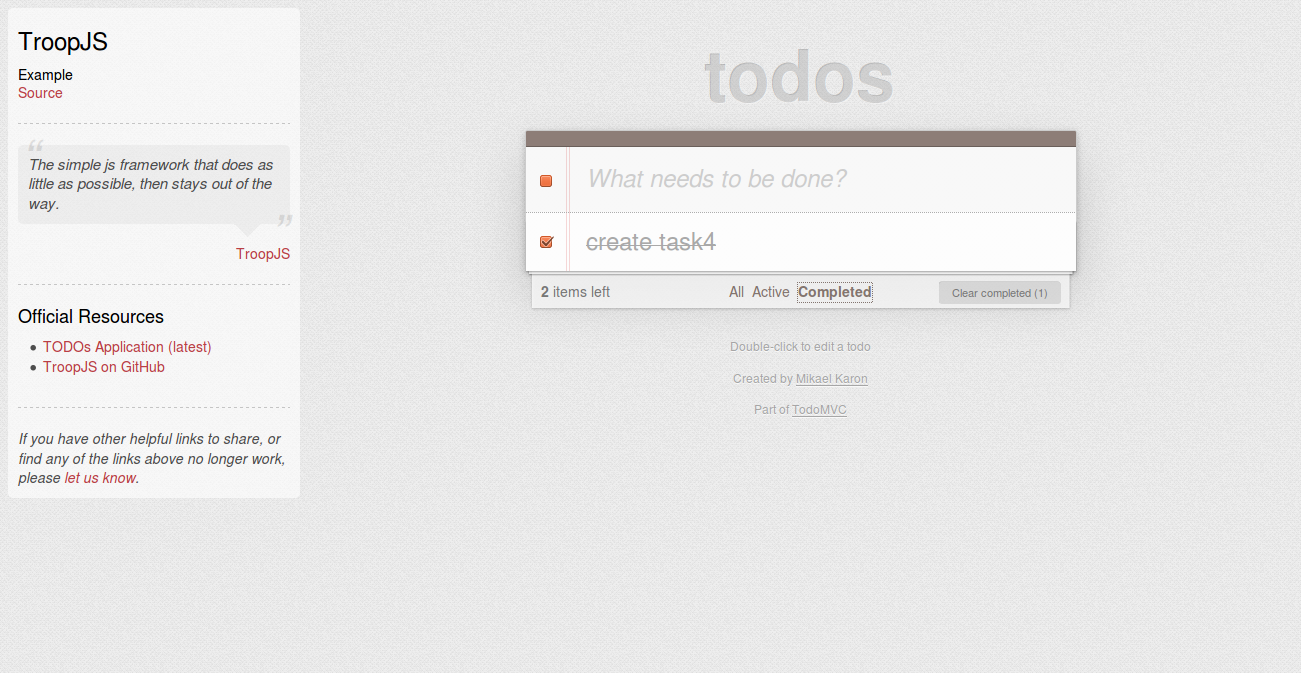 TroopJS
Example
Source
“
The simple js framework that does as
little as possible, then stays out of the
way.
”
TroopJS
Official Resources
TODOs Application (latest)
TroopJS on GitHub
If you have other helpful links to share, or
find any of the links above no longer work,
please let us know.
todos
What needs to be done?
create task4
2 items left All Active Completed Clear completed (1)
Double-click to edit a todo
Created by Mikael Karon
Part of TodoMVC